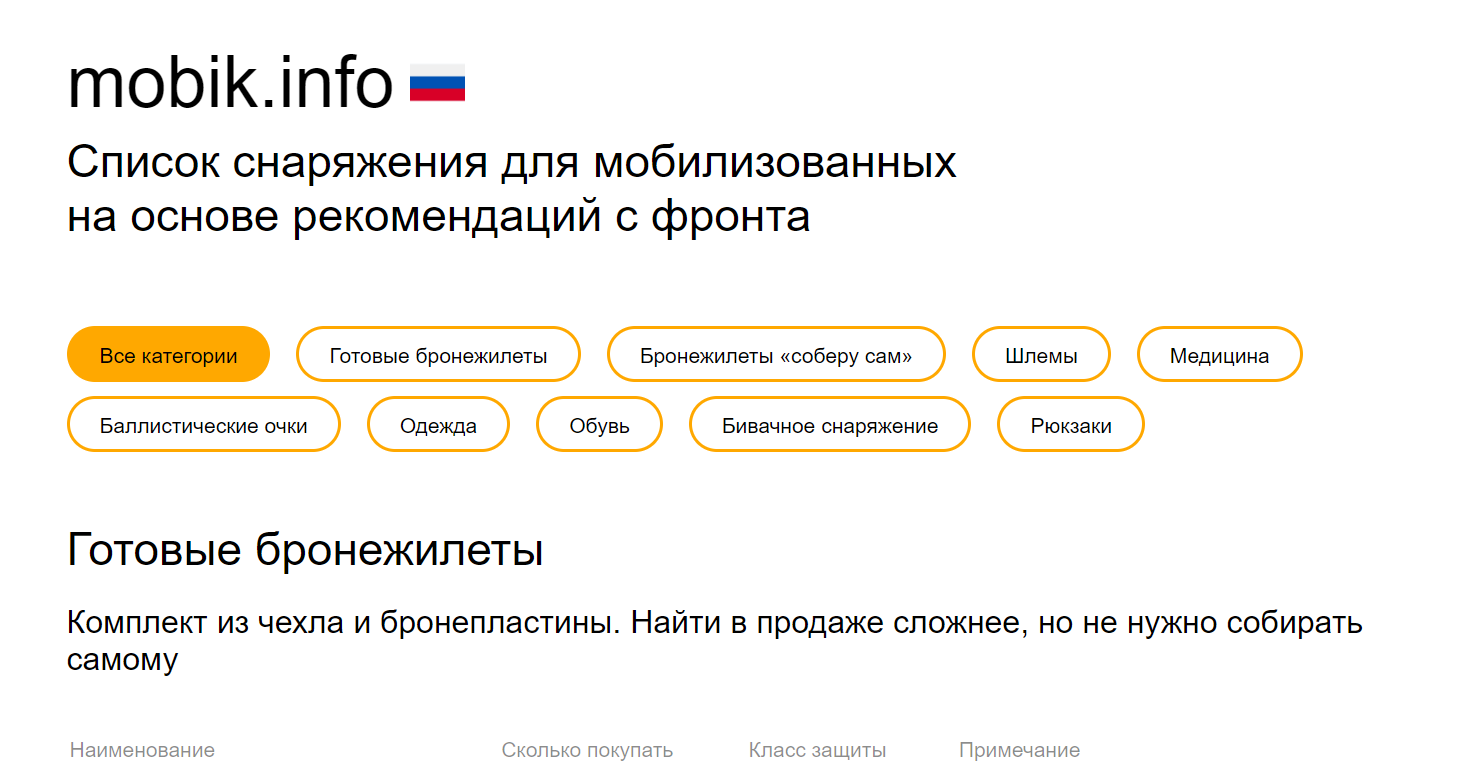 mobik.info
Список снаряжения для мобилизованных
на основе рекомендаций с фронта
Все категории Готовые бронежилеты Бронежилеты «соберу сам» Шлемы Медицина
Баллистические очки Одежда Обувь Бивачное снаряжение Рюкзаки
Готовые бронежилеты
Комплект из чехла и бронепластины. Найти в продаже сложнее, но не нужно собирать
самому
Наименование Сколько покупать Класс защиты Примечание